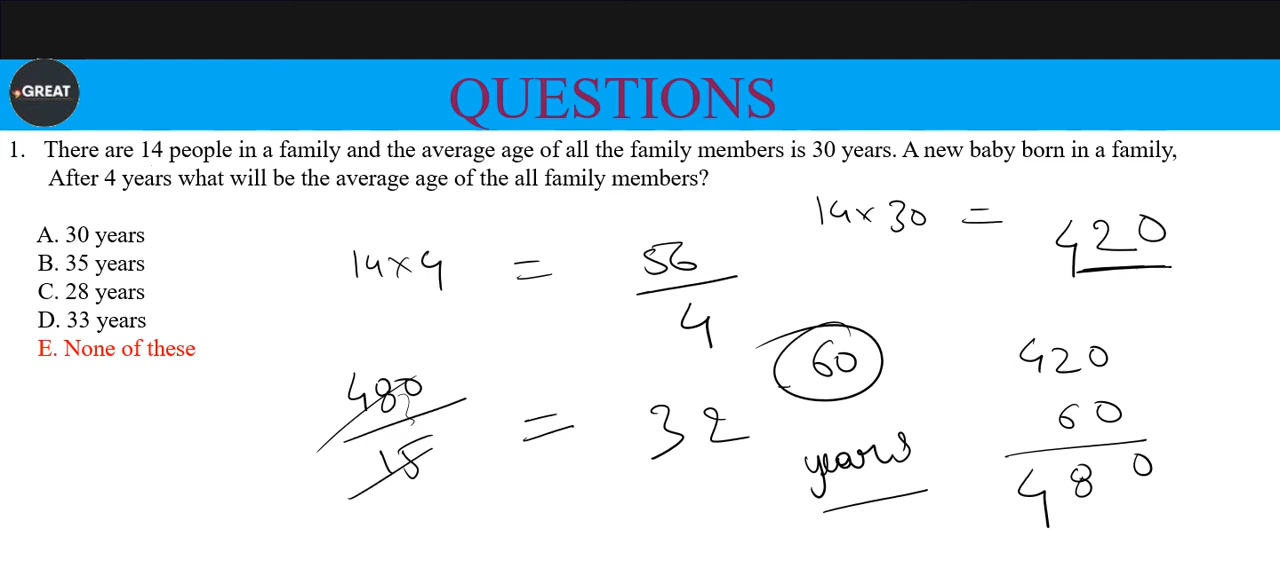 GREAT
QUESTIONS
1. There are 14 people in a family and the average age of all the family members is 30 years. A new baby born in a family,
After 4 years what will be the average age of the all family members?
14 x 30 = 420
A. 30 years
B. 35 years
C. 28 years
D. 33 years
E. None of these
14 x 4 = 56
4
60
420
60
480
480
15
= 32 years